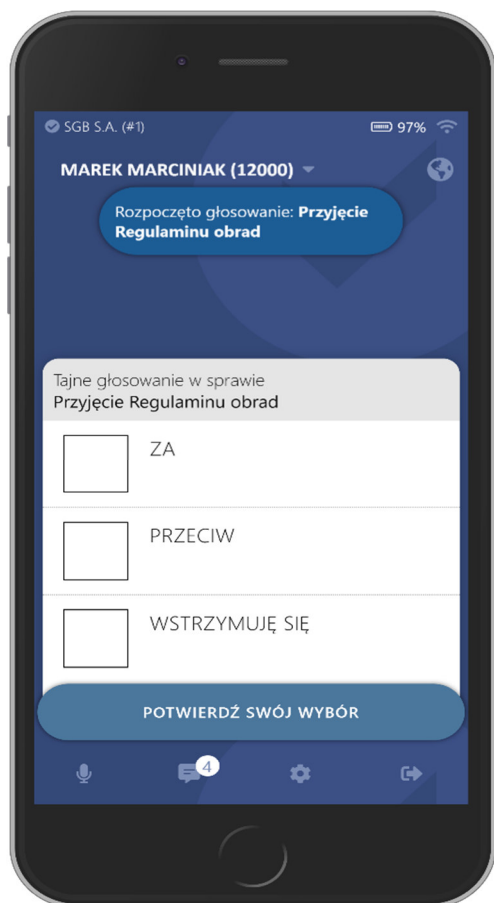 SGB S.A. (#1) 97%
MAREK MARCINIAK (12000)
Rozpoczęto głosowanie: Przyjęcie
Regulaminu obrad
Tajne głosowanie w sprawie
Przyjęcie Regulaminu obrad
ZA
PRZECIW
WSTRZYMUJĘ SIĘ
POTWIERDŹ SWÓJ WYBÓR
4